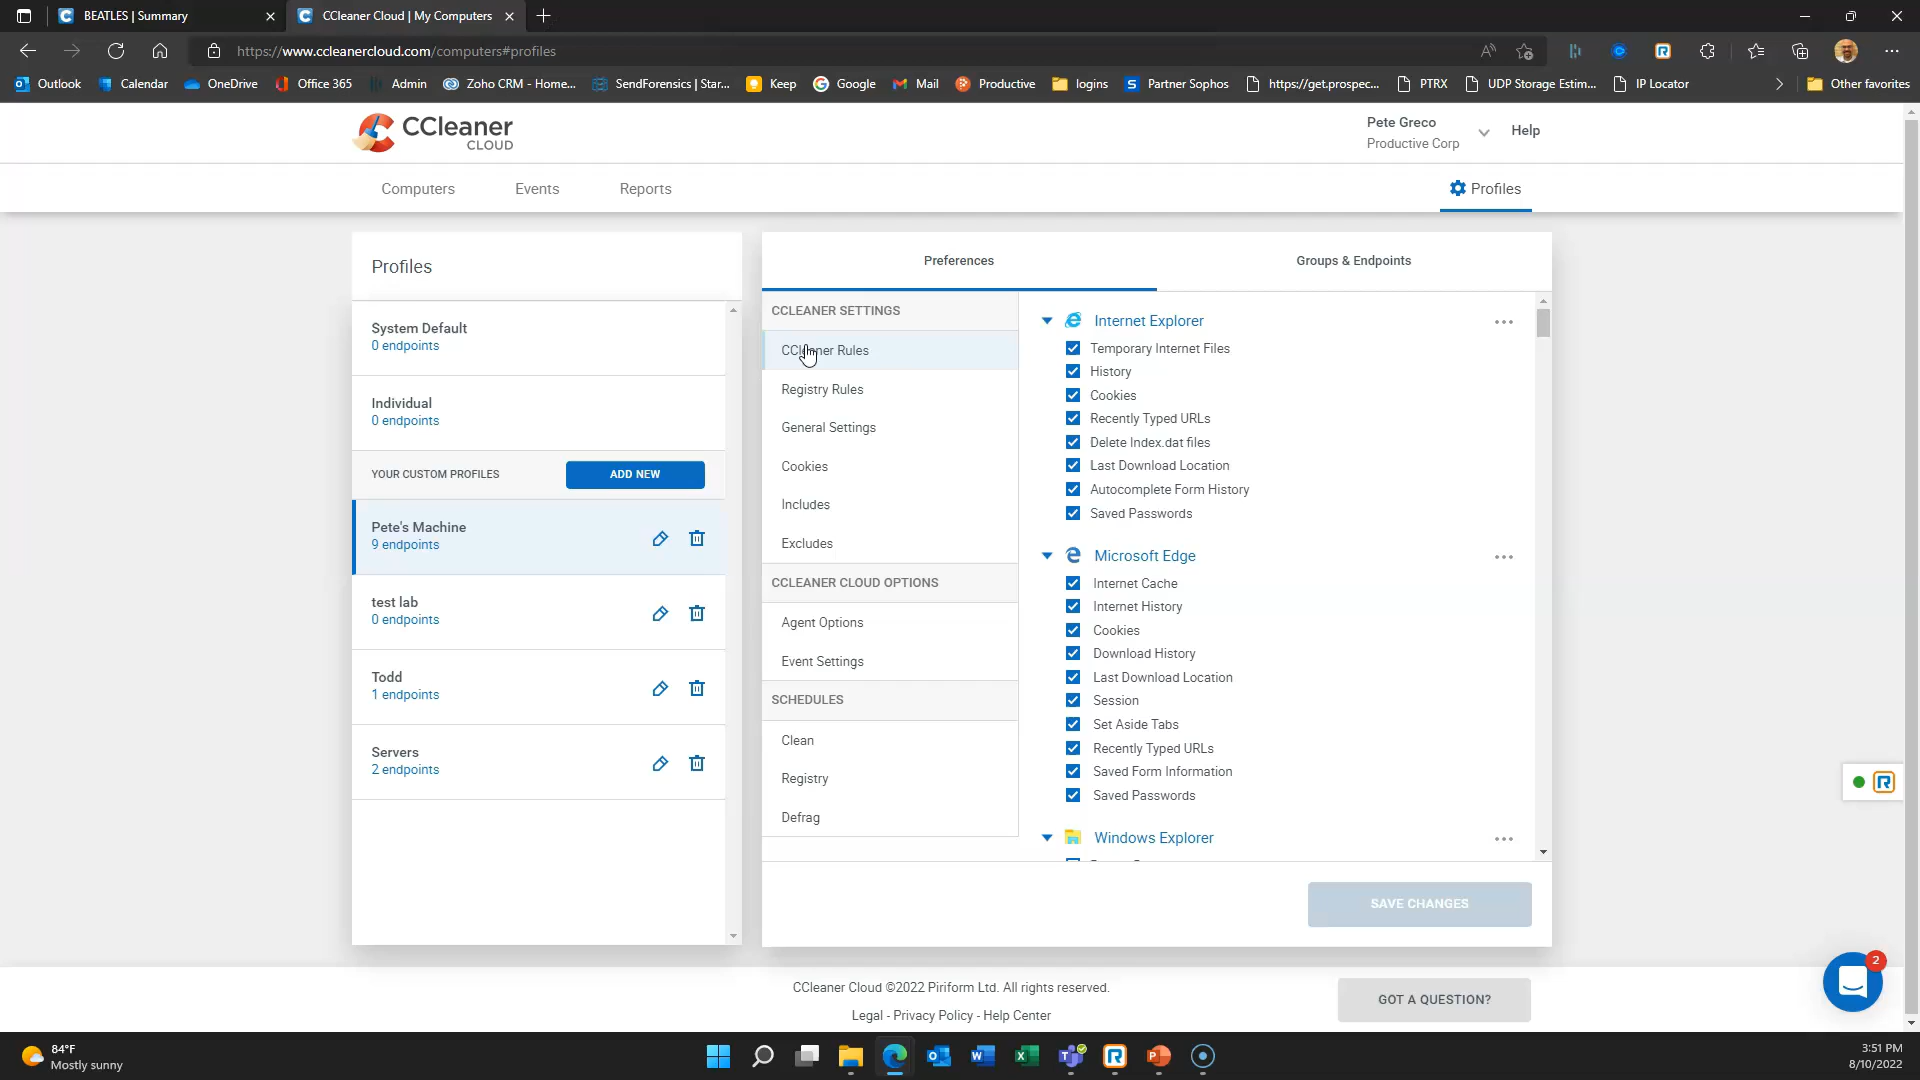 BEATLES | Summary
CCleaner Cloud | My Computers
https://www.ccleanercloud.com/computers#profiles
Outlook
Calendar
OneDrive
Office 365
Admin
Zoho CRM - Home...
SendForensics | Star...
Keep
Google
Mail
Productive
logins
Partner Sophos
https://get.prospec...
PTRX
UDP Storage Estim...
IP Locator
Other favorites
CCleaner
CLOUD
Pete Greco
Productive Corp
Help
Computers
Events
Reports
Profiles
Profiles
System Default
0 endpoints
Individual
0 endpoints
YOUR CUSTOM PROFILES
ADD NEW
Pete's Machine
9 endpoints
test lab
0 endpoints
Todd
1 endpoints
Servers
2 endpoints
Preferences
Groups & Endpoints
CCLEANER SETTINGS
CCleaner Rules
Registry Rules
General Settings
Cookies
Includes
Excludes
CCLEANER CLOUD OPTIONS
Agent Options
Event Settings
SCHEDULES
Clean
Registry
Defrag
Internet Explorer
Temporary Internet Files
History
Cookies
Recently Typed URLs
Delete Index.dat files
Last Download Location
Autocomplete Form History
Saved Passwords
Microsoft Edge
Internet Cache
Internet History
Cookies
Download History
Last Download Location
Session
Set Aside Tabs
Recently Typed URLs
Saved Form Information
Saved Passwords
Windows Explorer
SAVE CHANGES
2
CCleaner Cloud ©2022 Piriform Ltd. All rights reserved.
Legal - Privacy Policy - Help Center
GOT A QUESTION?
84°F
Mostly sunny
3:51 PM
8/10/2022